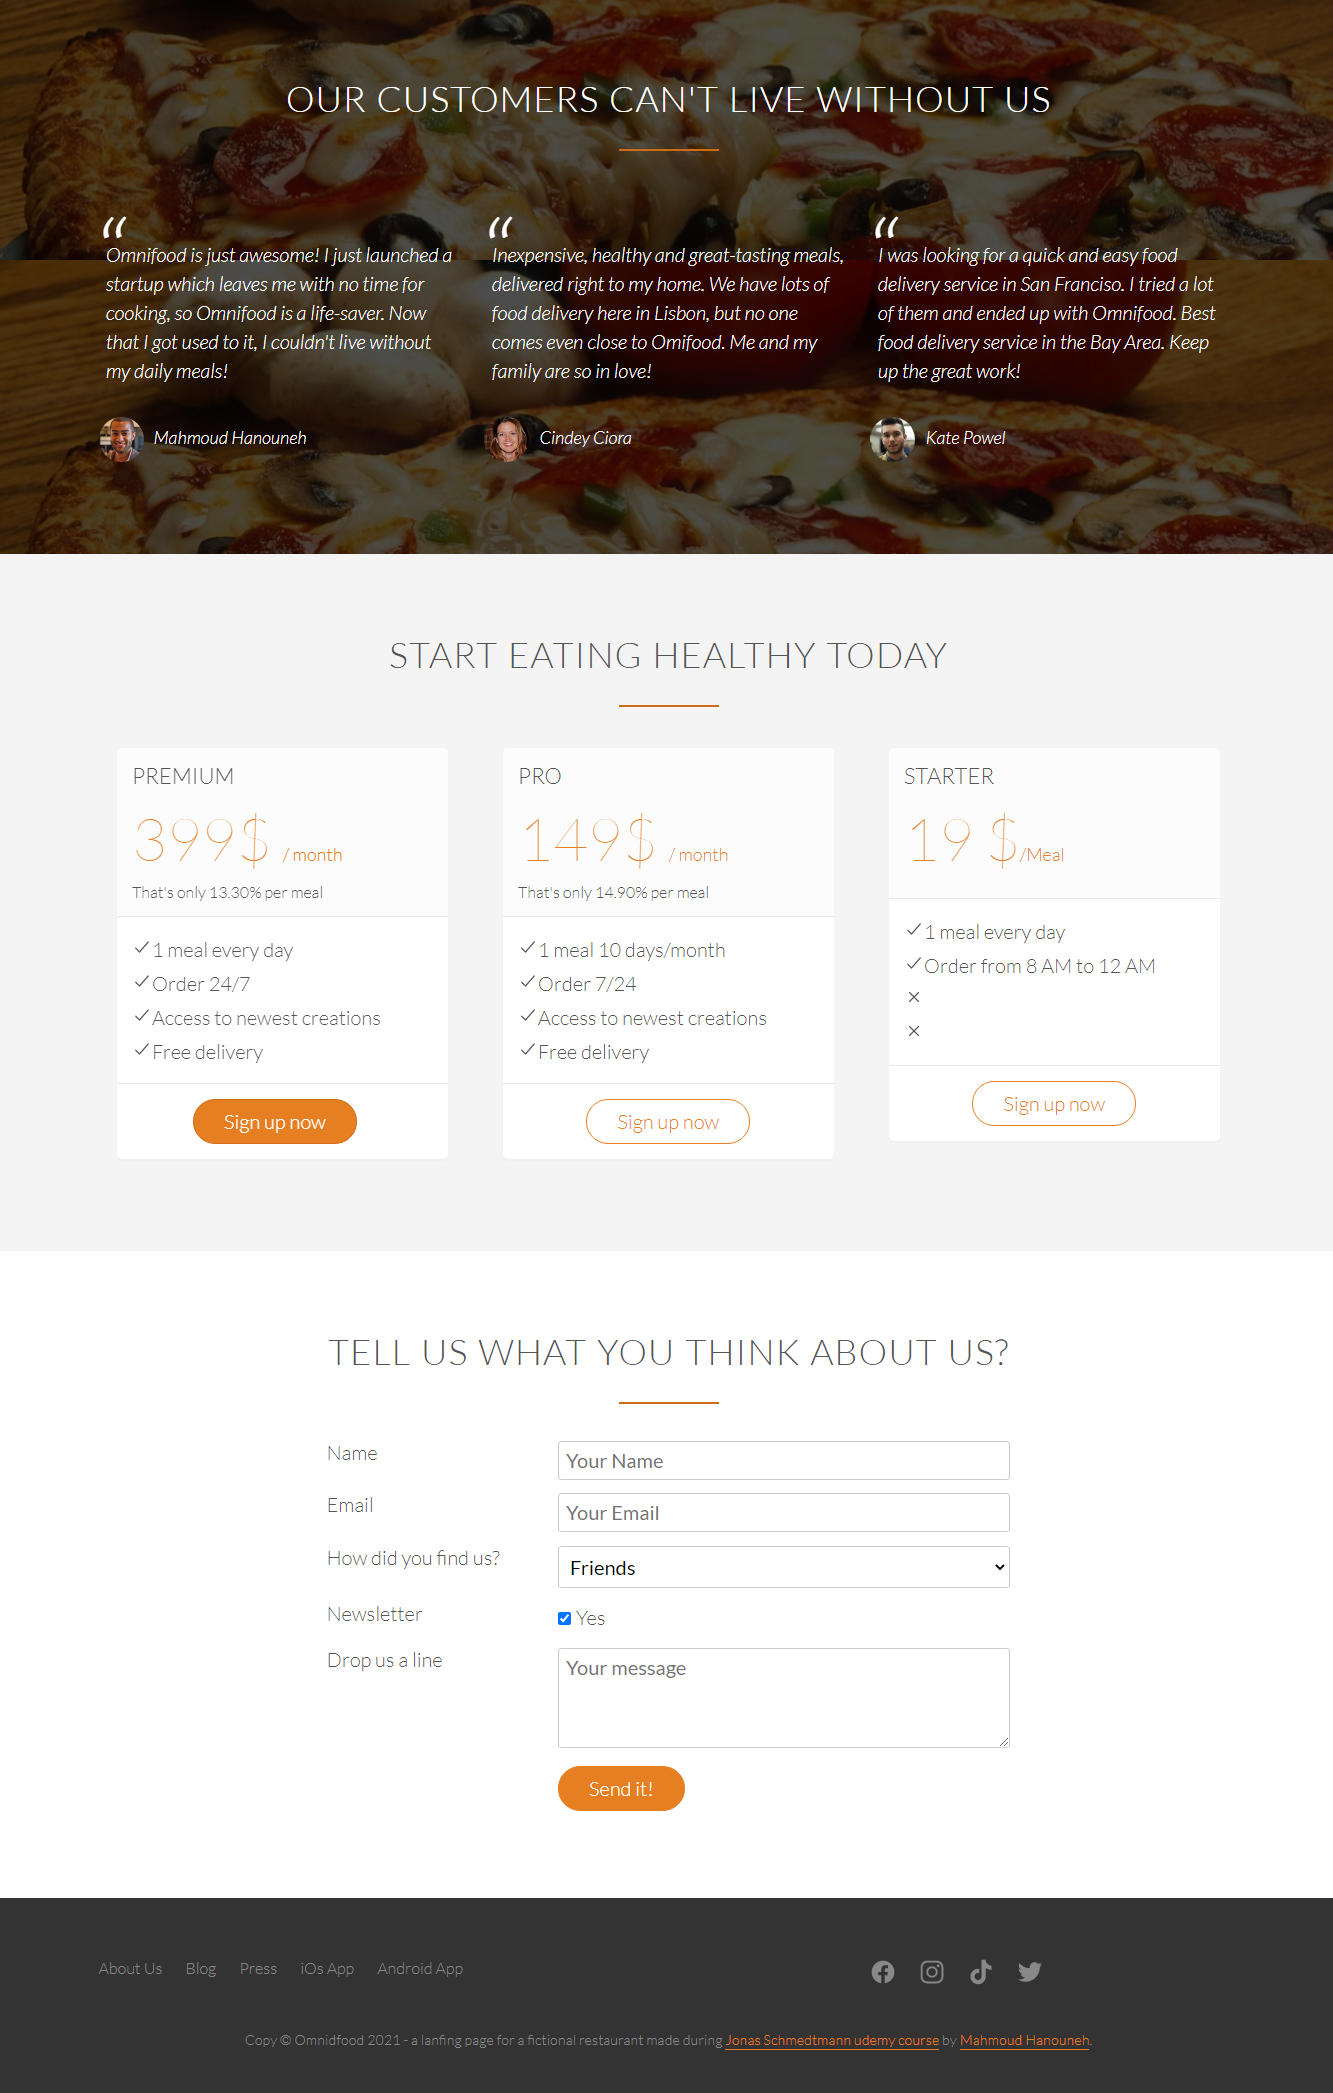 OUR CUSTOMERS CAN'T LIVE WITHOUT US
“
Omnifood is just awesome! I just launched a
startup which leaves me with no time for
cooking, so Omnifood is a life-saver. Now
that I got used to it, I couldn't live without
my daily meals!
Mahmoud Hanouneh
“
Inexpensive, healthy and great-tasting meals,
delivered right to my home. We have lots of
food delivery here in Lisbon, but no one
comes even close to Omifood. Me and my
family are so in love!
Cindey Ciora
“
I was looking for a quick and easy food
delivery service in San Franciso. I tried a lot
of them and ended up with Omnifood. Best
food delivery service in the Bay Area. Keep
up the great work!
Kate Powel
START EATING HEALTHY TODAY
PREMIUM
399$ / month
That's only 13.30% per meal
1 meal every day
Order 24/7
Access to newest creations
Free delivery
Sign up now
PRO
149$ / month
That's only 14.90% per meal
1 meal 10 days/month
Order 7/24
Access to newest creations
Free delivery
Sign up now
STARTER
19 $/Meal
1 meal every day
Order from 8 AM to 12 AM
Sign up now
TELL US WHAT YOU THINK ABOUT US?
Name
Your Name
Email
Your Email
How did you find us?
Friends
Newsletter
Yes
Drop us a line
Your message
Send it!
About Us Blog Press iOs App Android App
Copy © Omnidfood 2021 - a lanfing page for a fictional restaurant made during Jonas Schmedtmann udemy course by Mahmoud Hanouneh.